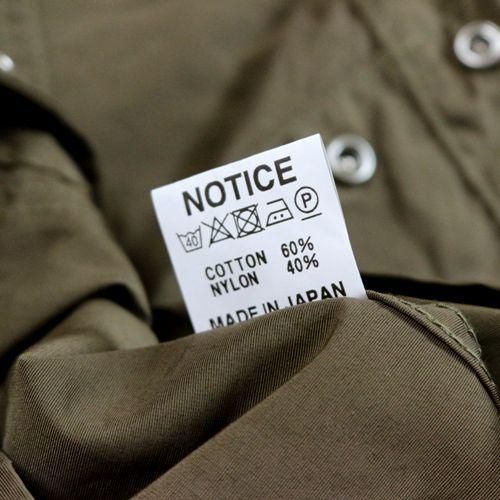 NOTICE
40 P
COTTON 60%
NYLON 40%
MADE IN JAPAN